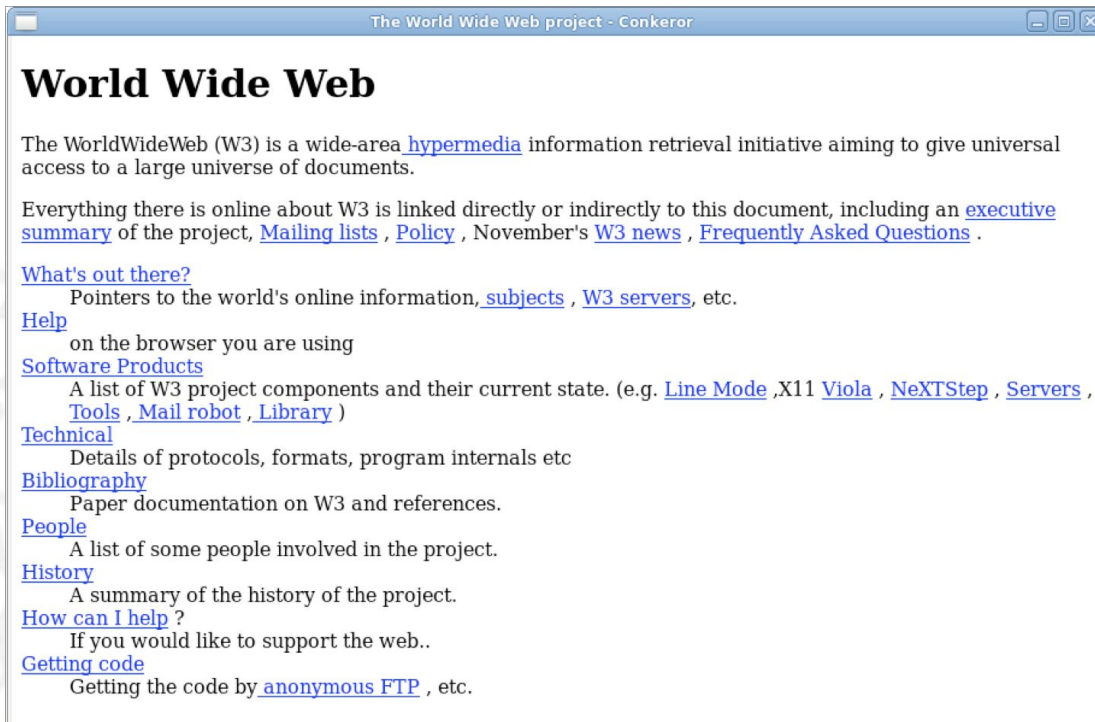 The World Wide Web project - Conkeror
World Wide Web
The WorldWideWeb (W3) is a wide-area hypermedia information retrieval initiative aiming to give universal
access to a large universe of documents.
Everything there is online about W3 is linked directly or indirectly to this document, including an executive
summary of the project, Mailing lists , Policy , November's W3 news , Frequently Asked Questions .
What's out there?
Pointers to the world's online information, subjects , W3 servers, etc.
Help
on the browser you are using
Software Products
A list of W3 project components and their current state. (e.g. Line Mode ,X11 Viola , NeXTStep , Servers ,
Tools , Mail robot , Library )
Technical
Details of protocols, formats, program internals etc
Bibliography
Paper documentation on W3 and references.
People
A list of some people involved in the project.
History
A summary of the history of the project.
How can I help ?
If you would like to support the web..
Getting code
Getting the code by anonymous FTP , etc.